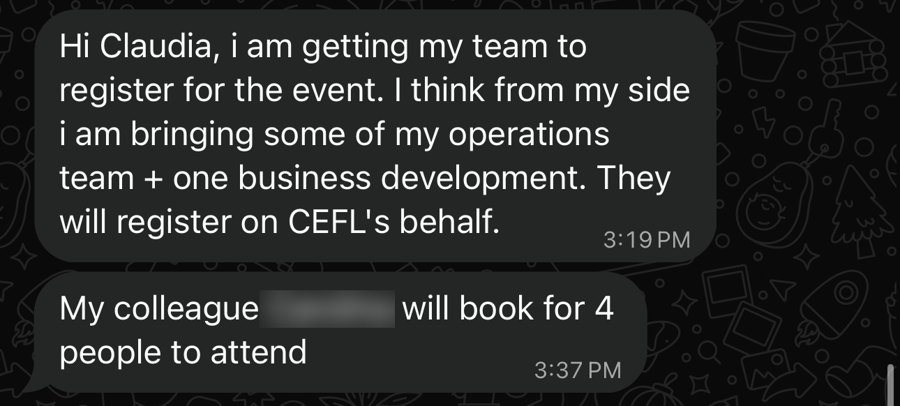 Hi Claudia, i am getting my team to
register for the event. I think from my side
i am bringing some of my operations
team + one business development. They
will register on CEFL's behalf.
3:19 PM
My colleague will book for 4
people to attend
3:37 PM